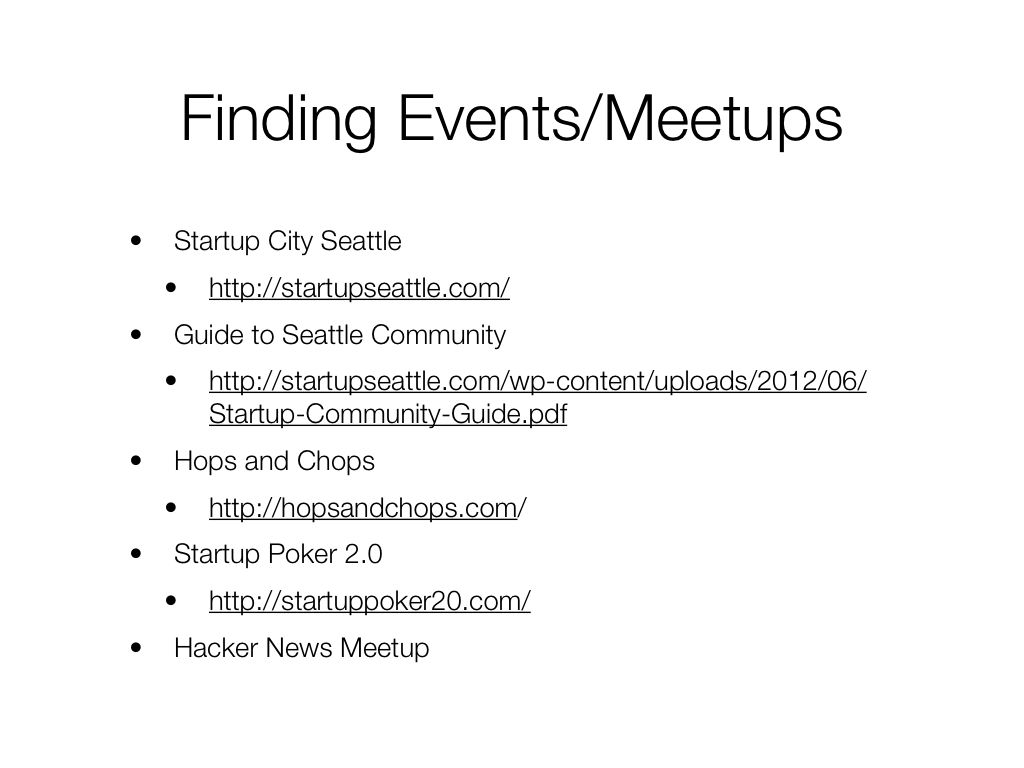 Finding Events/Meetups
• Startup City Seattle
• http://startupseattle.com/
• Guide to Seattle Community
• http://startupseattle.com/wp-content/uploads/2012/06/
Startup-Community-Guide.pdf
• Hops and Chops
• http://hopsandchops.com/
• Startup Poker 2.0
• http://startuppoker20.com/
• Hacker News Meetup